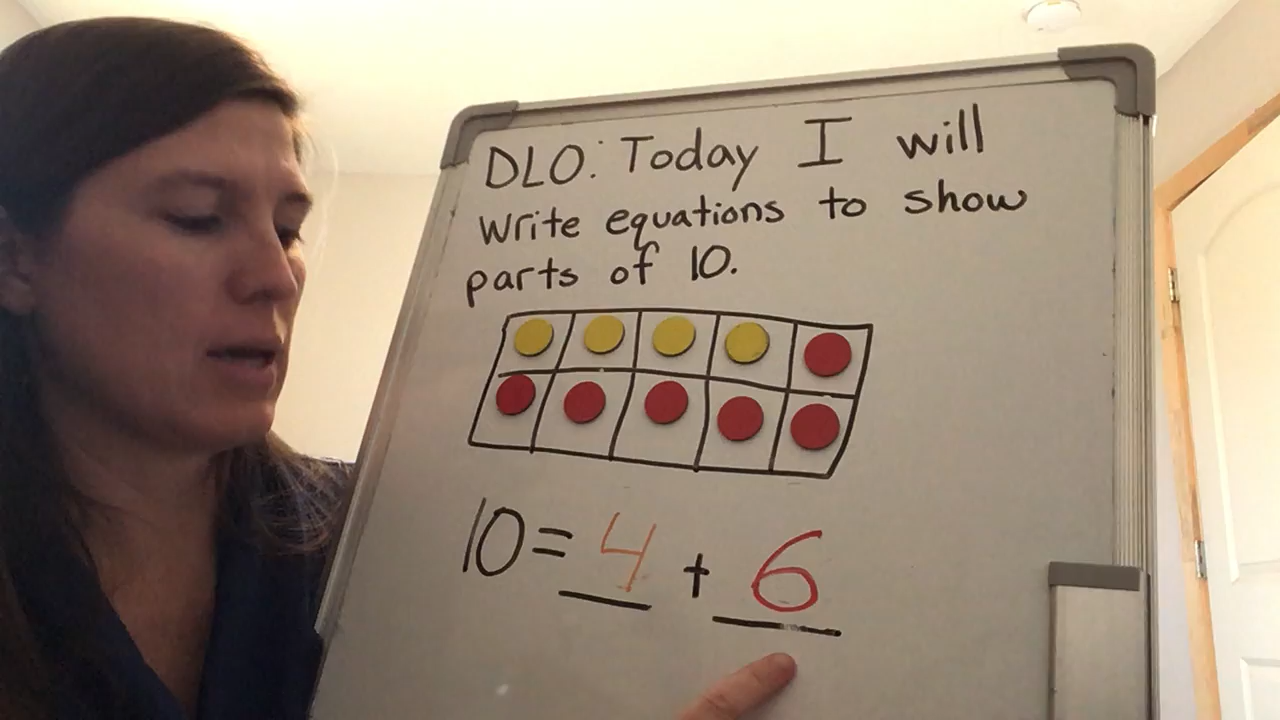 DLO: Today I will
write equations to show
parts of 10.
10 = 4 + 6